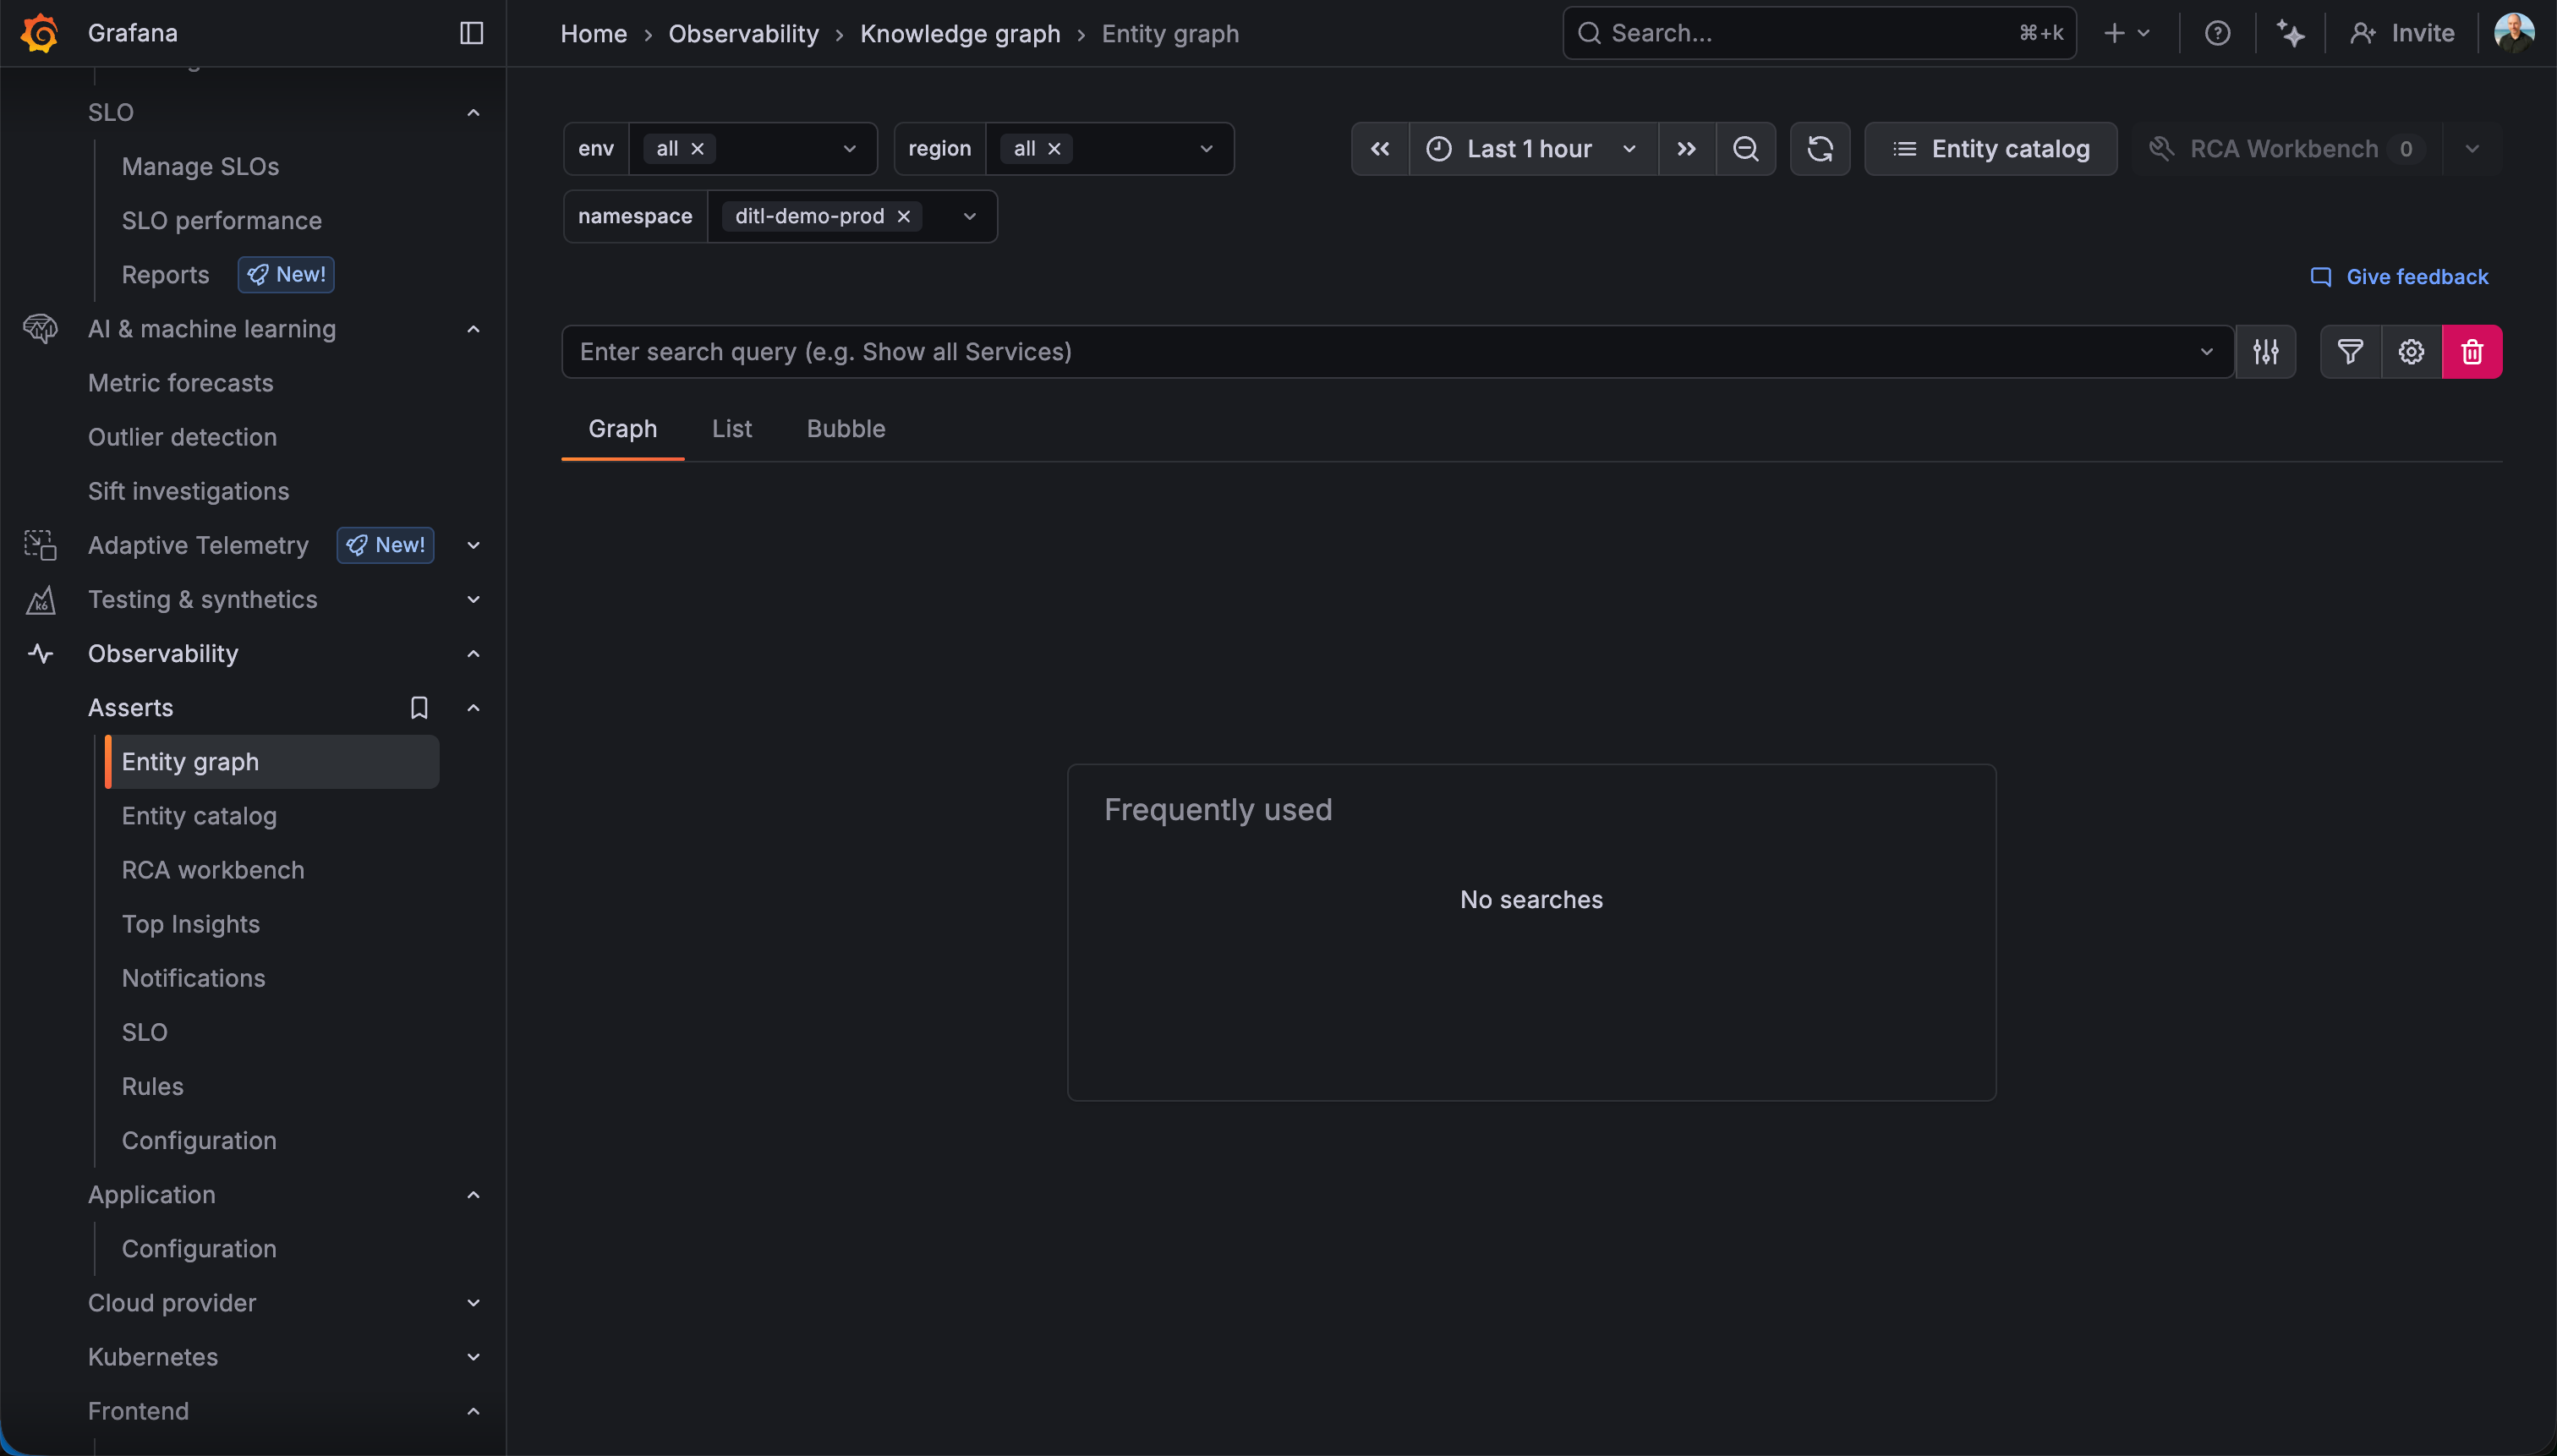 Grafana
Home › Observability › Knowledge graph › Entity graph
Search...
⌘+k
Invite
SLO
Manage SLOs
SLO performance
Reports
New!
AI & machine learning
Metric forecasts
Outlier detection
Sift investigations
Adaptive Telemetry
New!
Testing & synthetics
Observability
Asserts
Entity graph
Entity catalog
RCA workbench
Top Insights
Notifications
SLO
Rules
Configuration
Application
Configuration
Cloud provider
Kubernetes
Frontend
env
all
region
all
Last 1 hour
Entity catalog
RCA Workbench 0
namespace
ditl-demo-prod
Give feedback
Enter search query (e.g. Show all Services)
Graph
List
Bubble
Frequently used
No searches
k6